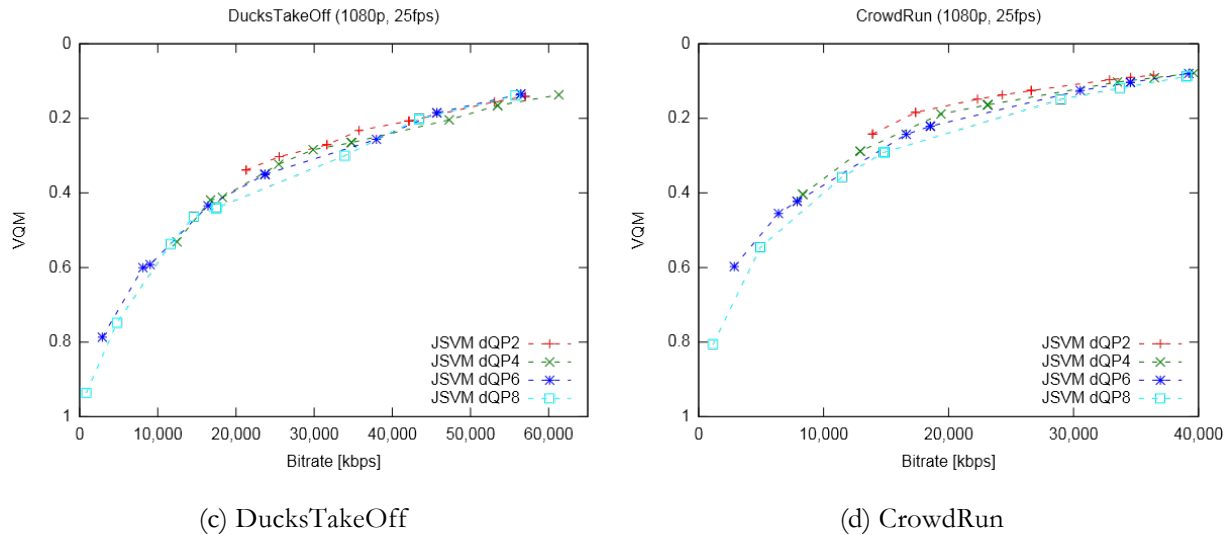 DucksTakeOff (1080p, 25fps)
0
0.2
0.4
0.6
0.8
1
VQM
0 10,000 20,000 30,000 40,000 50,000 60,000
Bitrate [kbps]
JSVM dQP2
JSVM dQP4
JSVM dQP6
JSVM dQP8
(c) DucksTakeOff
CrowdRun (1080p, 25fps)
0
0.2
0.4
0.6
0.8
1
VQM
0 10,000 20,000 30,000 40,000
Bitrate [kbps]
JSVM dQP2
JSVM dQP4
JSVM dQP6
JSVM dQP8
(d) CrowdRun